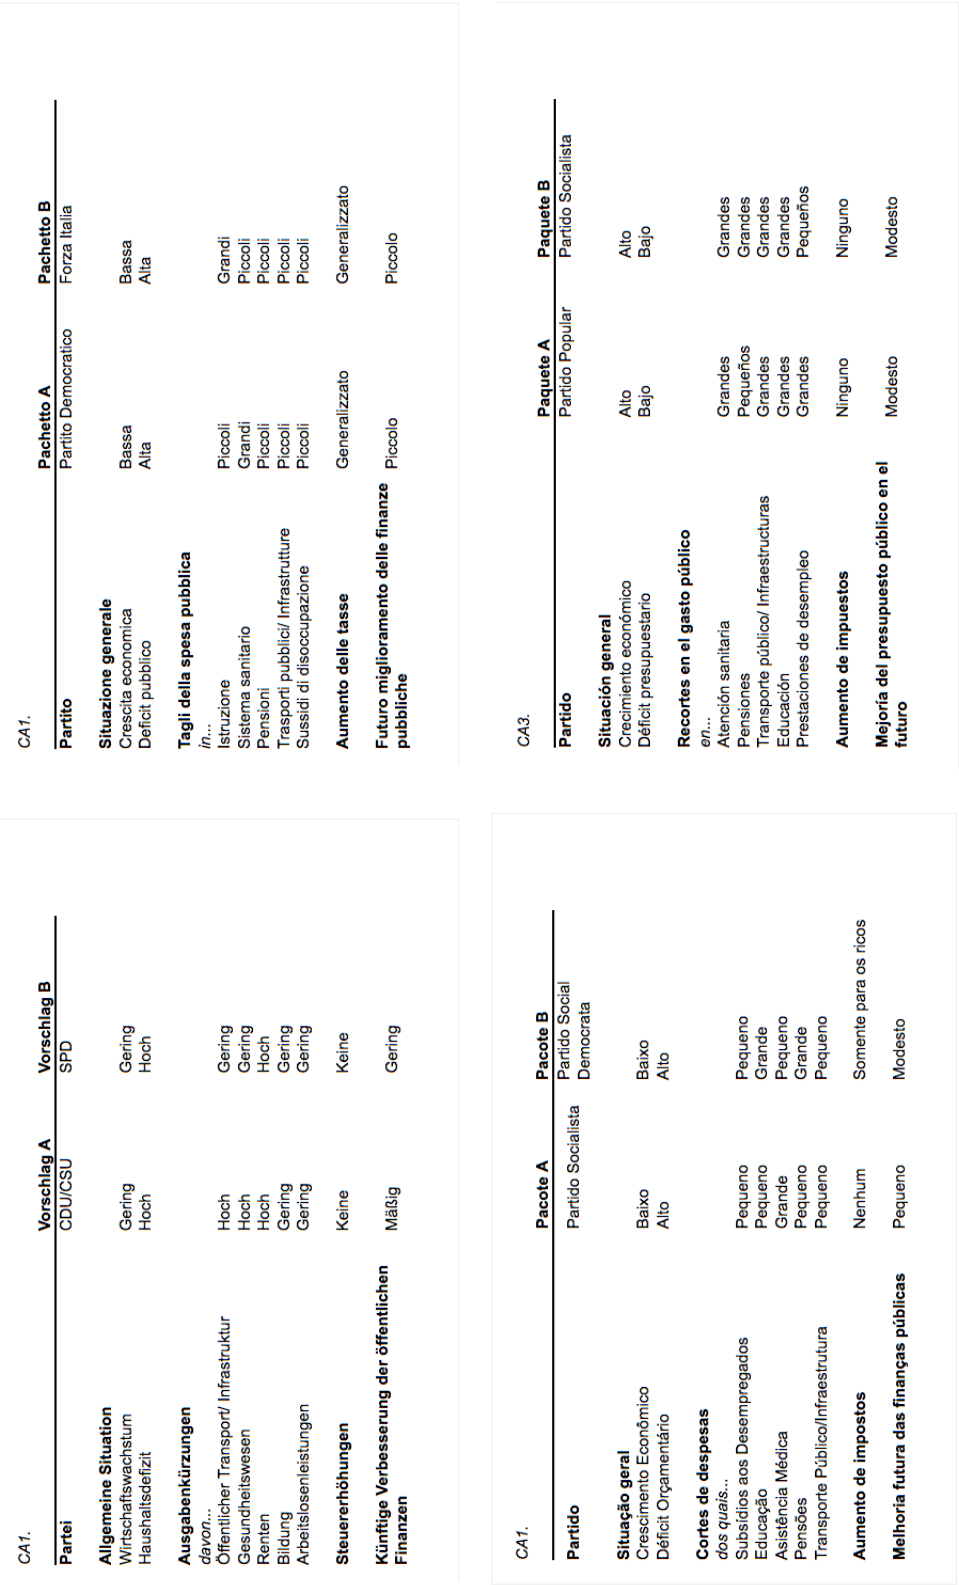 CA1.
Vorschlag A Vorschlag B
Partei CDU/CSU SPD
Allgemeine Situation
Wirtschaftswachstum Gering Gering
Haushaltsdefizit Hoch Hoch
Ausgabenkürzungen
davon...
Öffentlicher Transport/ Infrastruktur Hoch Gering
Gesundheitswesen Hoch Gering
Renten Hoch Hoch
Bildung Gering Gering
Arbeitslosenleistungen Gering Gering
Steuererhöhungen Keine Keine
Künftige Verbesserung der öffentlichen
Finanzen Mäßig Gering
CA1.
Pachetto A Pachetto B
Partito Partito Democratico Forza Italia
Situazione generale
Crescita economica Bassa Bassa
Deficit pubblico Alta Alta
Tagli della spesa pubblica
in...
Istruzione Piccoli Grandi
Sistema sanitario Grandi Piccoli
Pensioni Piccoli Piccoli
Trasporti pubblici/ Infrastrutture Piccoli Piccoli
Sussidi di disoccupazione Piccoli Piccoli
Aumento delle tasse Generalizzato Generalizzato
Futuro miglioramento delle finanze
pubbliche Piccolo Piccolo
CA1.
Pacote A Pacote B
Partido Partido Socialista Partido Social
Democrata
Situação geral
Crescimento Econômico Baixo Baixo
Déficit Orçamentário Alto Alto
Cortes de despesas
dos quais...
Subsídios aos Desempregados Pequeno Pequeno
Educação Pequeno Grande
Asistência Médica Grande Pequeno
Pensões Pequeno Grande
Transporte Público/Infraestrutura Pequeno Pequeno
Aumento de impostos Nenhum Somente para os ricos
Melhoria futura das finanças públicas Pequeno Modesto
CA3.
Paquete A Paquete B
Partido Partido Popular Partido Socialista
Situación general
Crecimiento económico Alto Alto
Déficit presupuestario Bajo Bajo
Recortes en el gasto público
en...
Atención sanitaria Grandes Grandes
Pensiones Pequeños Grandes
Transporte público/ Infraestructuras Grandes Grandes
Educación Grandes Grandes
Prestaciones de desempleo Grandes Pequeños
Aumento de impuestos Ninguno Ninguno
Mejoría del presupuesto público en el
futuro Modesto Modesto